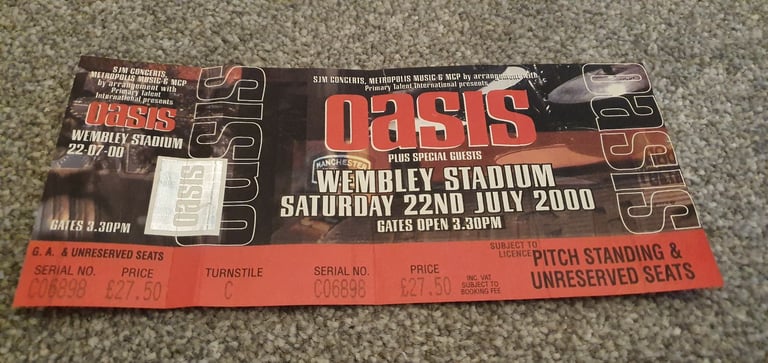 SJM CONCERTS,
METROPOLIS MUSIC & MCP
by arrangement with
Primary Talent
International presents
oasis
WEMBLEY STADIUM
22-07-00
oasis
GATES 3.30PM
G. A. & UNRESERVED SEATS
SERIAL NO. PRICE
C06898 £27.50
oasis
SJM CONCERTS, METROPOLIS MUSIC & MCP by arrangement with
Primary Talent International presents
oasis
PLUS SPECIAL GUESTS
MANCHESTER
WEMBLEY STADIUM
SATURDAY 22ND JULY 2000
GATES OPEN 3.30PM
oasis
TURNSTILE
C
SERIAL NO.
C06898
PRICE
£27.50
INC. VAT
SUBJECT TO
BOOKING FEE
SUBJECT TO
LICENCE
PITCH STANDING &
UNRESERVED SEATS